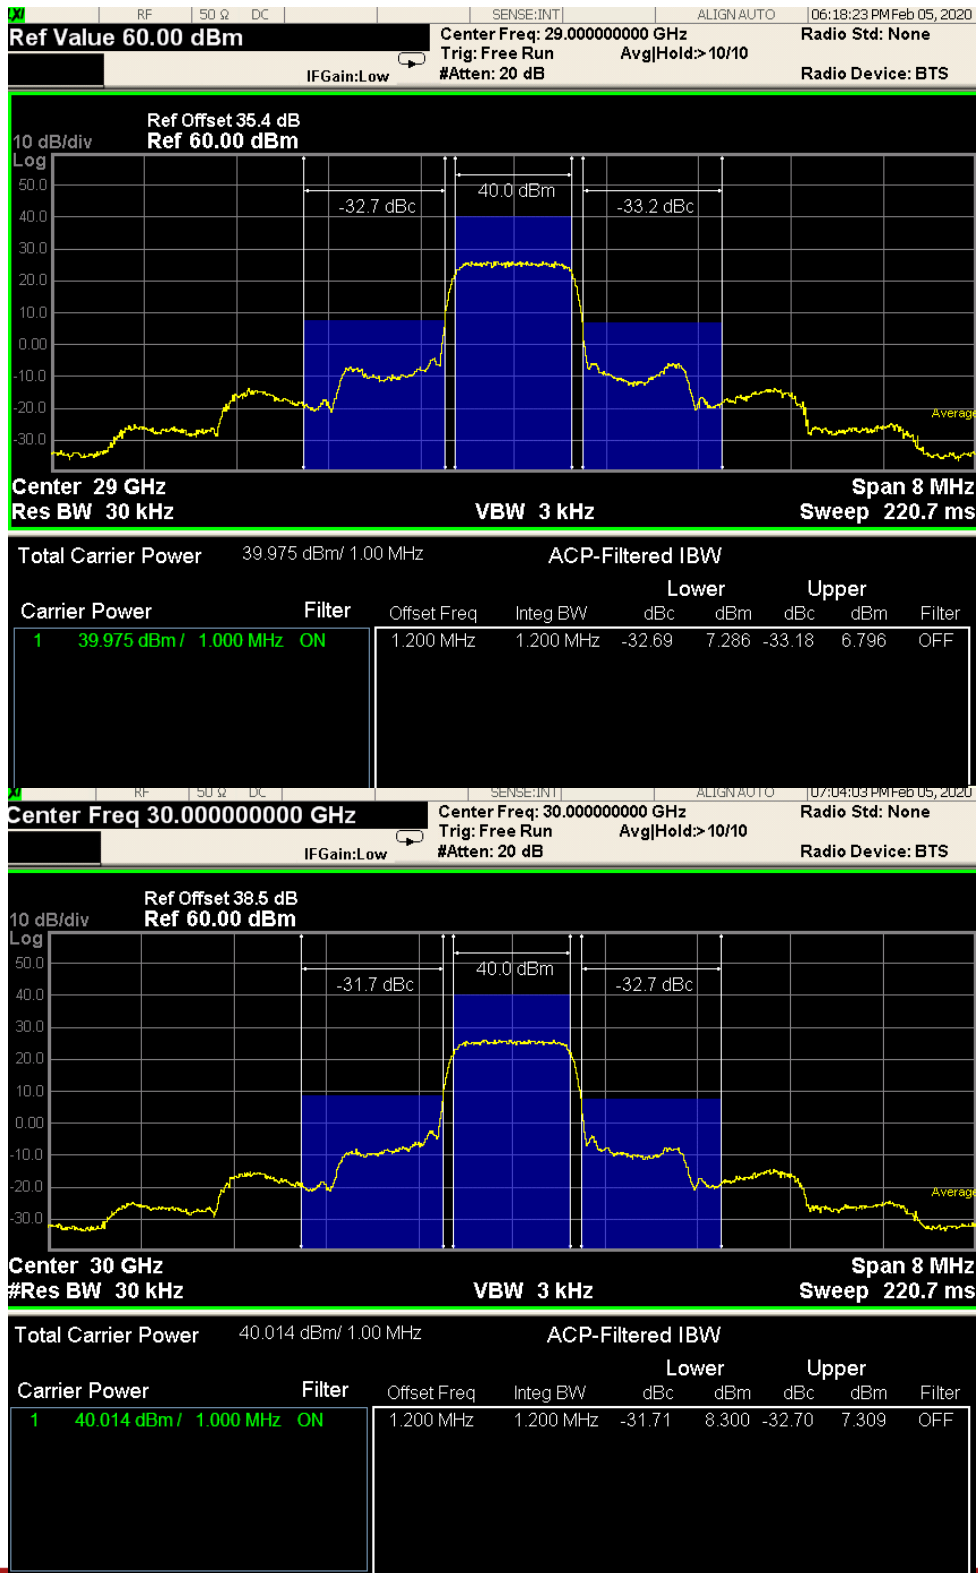 RF 50 Ω DC SENSE:INT ALIGN AUTO 06:18:23 PM Feb 05, 2020
Ref Value 60.00 dBm Center Freq: 29.000000000 GHz Radio Std: None
Trig: Free Run Avg|Hold:> 10/10
IFGain:Low #Atten: 20 dB Radio Device: BTS
Ref Offset 35.4 dB
10 dB/div Ref 60.00 dBm
Log
50.0
40.0 dBm
-32.7 dBc -33.2 dBc
40.0
30.0
20.0
10.0
0.00
-10.0
-20.0
Average
-30.0
Center 29 GHz Span 8 MHz
Res BW 30 kHz VBW 3 kHz Sweep 220.7 ms
Total Carrier Power 39.975 dBm/ 1.00 MHz ACP-Filtered IBW
Lower Upper
Carrier Power Filter Offset Freq Integ BW dBc dBm dBc dBm Filter
1 39.975 dBm / 1.000 MHz ON 1.200 MHz 1.200 MHz -32.69 7.286 -33.18 6.796 OFF
RF 50 Ω DC SENSE:INT ALIGN AUTO 07:04:03 PM Feb 05, 2020
Center Freq 30.000000000 GHz Center Freq: 30.000000000 GHz Radio Std: None
Trig: Free Run Avg|Hold:> 10/10
IFGain:Low #Atten: 20 dB Radio Device: BTS
Ref Offset 38.5 dB
10 dB/div Ref 60.00 dBm
Log
50.0
40.0 dBm
-31.7 dBc -32.7 dBc
40.0
30.0
20.0
10.0
0.00
-10.0
-20.0
Average
-30.0
Center 30 GHz Span 8 MHz
#Res BW 30 kHz VBW 3 kHz Sweep 220.7 ms
Total Carrier Power 40.014 dBm/ 1.00 MHz ACP-Filtered IBW
Lower Upper
Carrier Power Filter Offset Freq Integ BW dBc dBm dBc dBm Filter
1 40.014 dBm / 1.000 MHz ON 1.200 MHz 1.200 MHz -31.71 8.300 -32.70 7.309 OFF